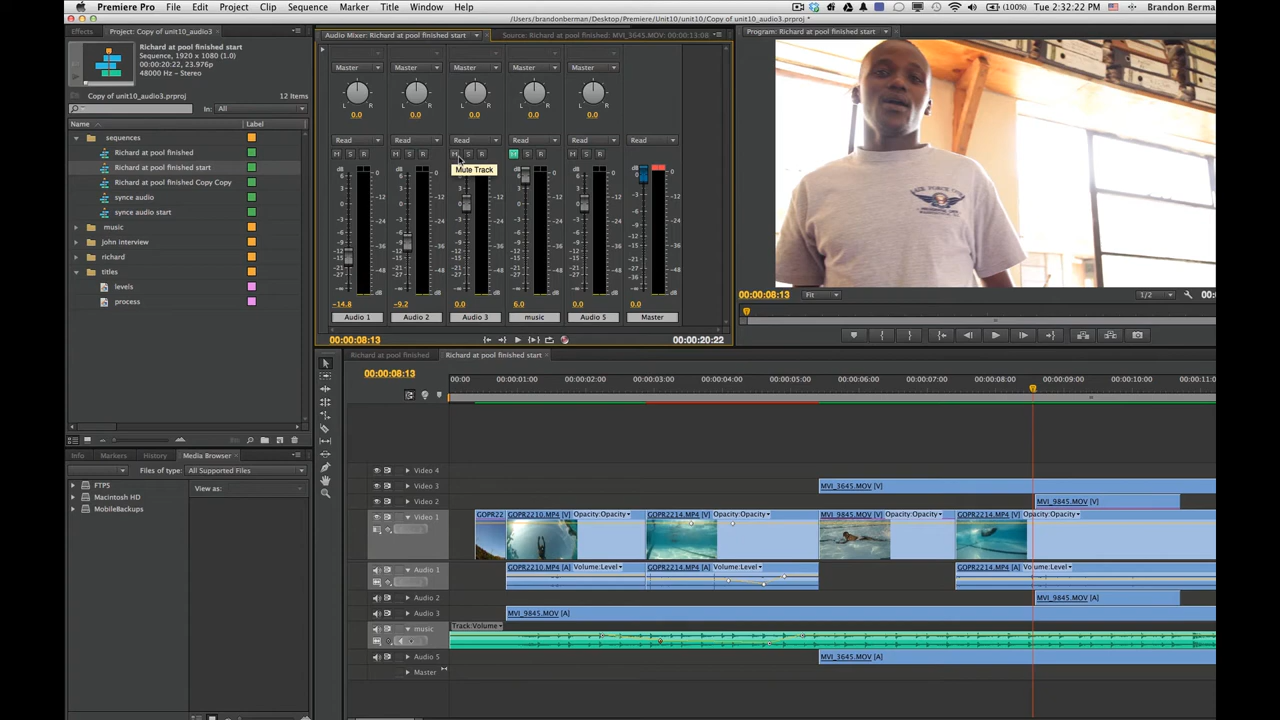 Premiere Pro File Edit Project Clip Sequence Marker Title Window Help (100%) Tue 2:32:22 PM Brandon Berm
/Users/brandonberman/Desktop/Premiere/Unit10/unit10/Copy of unit10_audio3.prproj *
Effects Project: Copy of unit10_audio3 ×
Richard at pool finished start
Sequence, 1920 x 1080 (1.0)
00:00:20:22, 23.976p
48000 Hz - Stereo
Copy of unit10_audio3.prproj 12 Items
In: All
Name Label
sequences
Richard at pool finished
Richard at pool finished start
Richard at pool finished Copy Copy
synce audio
synce audio start
music
john interview
richard
titles
levels
process
Audio Mixer: Richard at pool finished start Source: Richard at pool finished start: MVI_3645.MOV: 00:00:13:08
Master Master Master Master Master
L R L R L R L R L R
0.0 0.0 0.0 0.0 0.0
Read Read Read Read Read Read
M S R M S R M S R M S R M S R
Mute Track
-14.8 -9.2 0.0 6.0 0.0 0.0
Audio 1 Audio 2 Audio 3 music Audio 5 Master
00:00:08:13 00:00:20:22
Program: Richard at pool finished start ×
AIR FORCE
00:00:08:13 Fit 1/2 00:0
Richard at pool finished Richard at pool finished start ×
00:00:08:13
00:00 00:00:01:00 00:00:02:00 00:00:03:00 00:00:04:00 00:00:05:00 00:00:06:00 00:00:07:00 00:00:08:00 00:00:09:00 00:00:10:00 00:00:11:0
Video 4
Video 3 MVI_3645.MOV [V]
Video 2 MVI_9845.MOV [V]
Video 1 GOPR22 GOPR2210.MP4 [V] Opacity:Opacity GOPR2214.MP4 [V] Opacity:Opacity MVI_9845.MOV [V] Opacity:Opacity GOPR2214.MP4 [V] Opacity:Opacity
Audio 1 GOPR2210.MP4 [A] Volume:Level GOPR2214.MP4 [A] Volume:Level GOPR2214.MP4 [A] Volume:Level
Audio 2 MVI_9845.MOV [A]
Audio 3 MVI_9845.MOV [A]
music Track:Volume
Audio 5 MVI_3645.MOV [A]
Master
Info Markers History Media Browser ×
Files of type: All Supported Files
FTPS View as:
Macintosh HD
MobileBackups